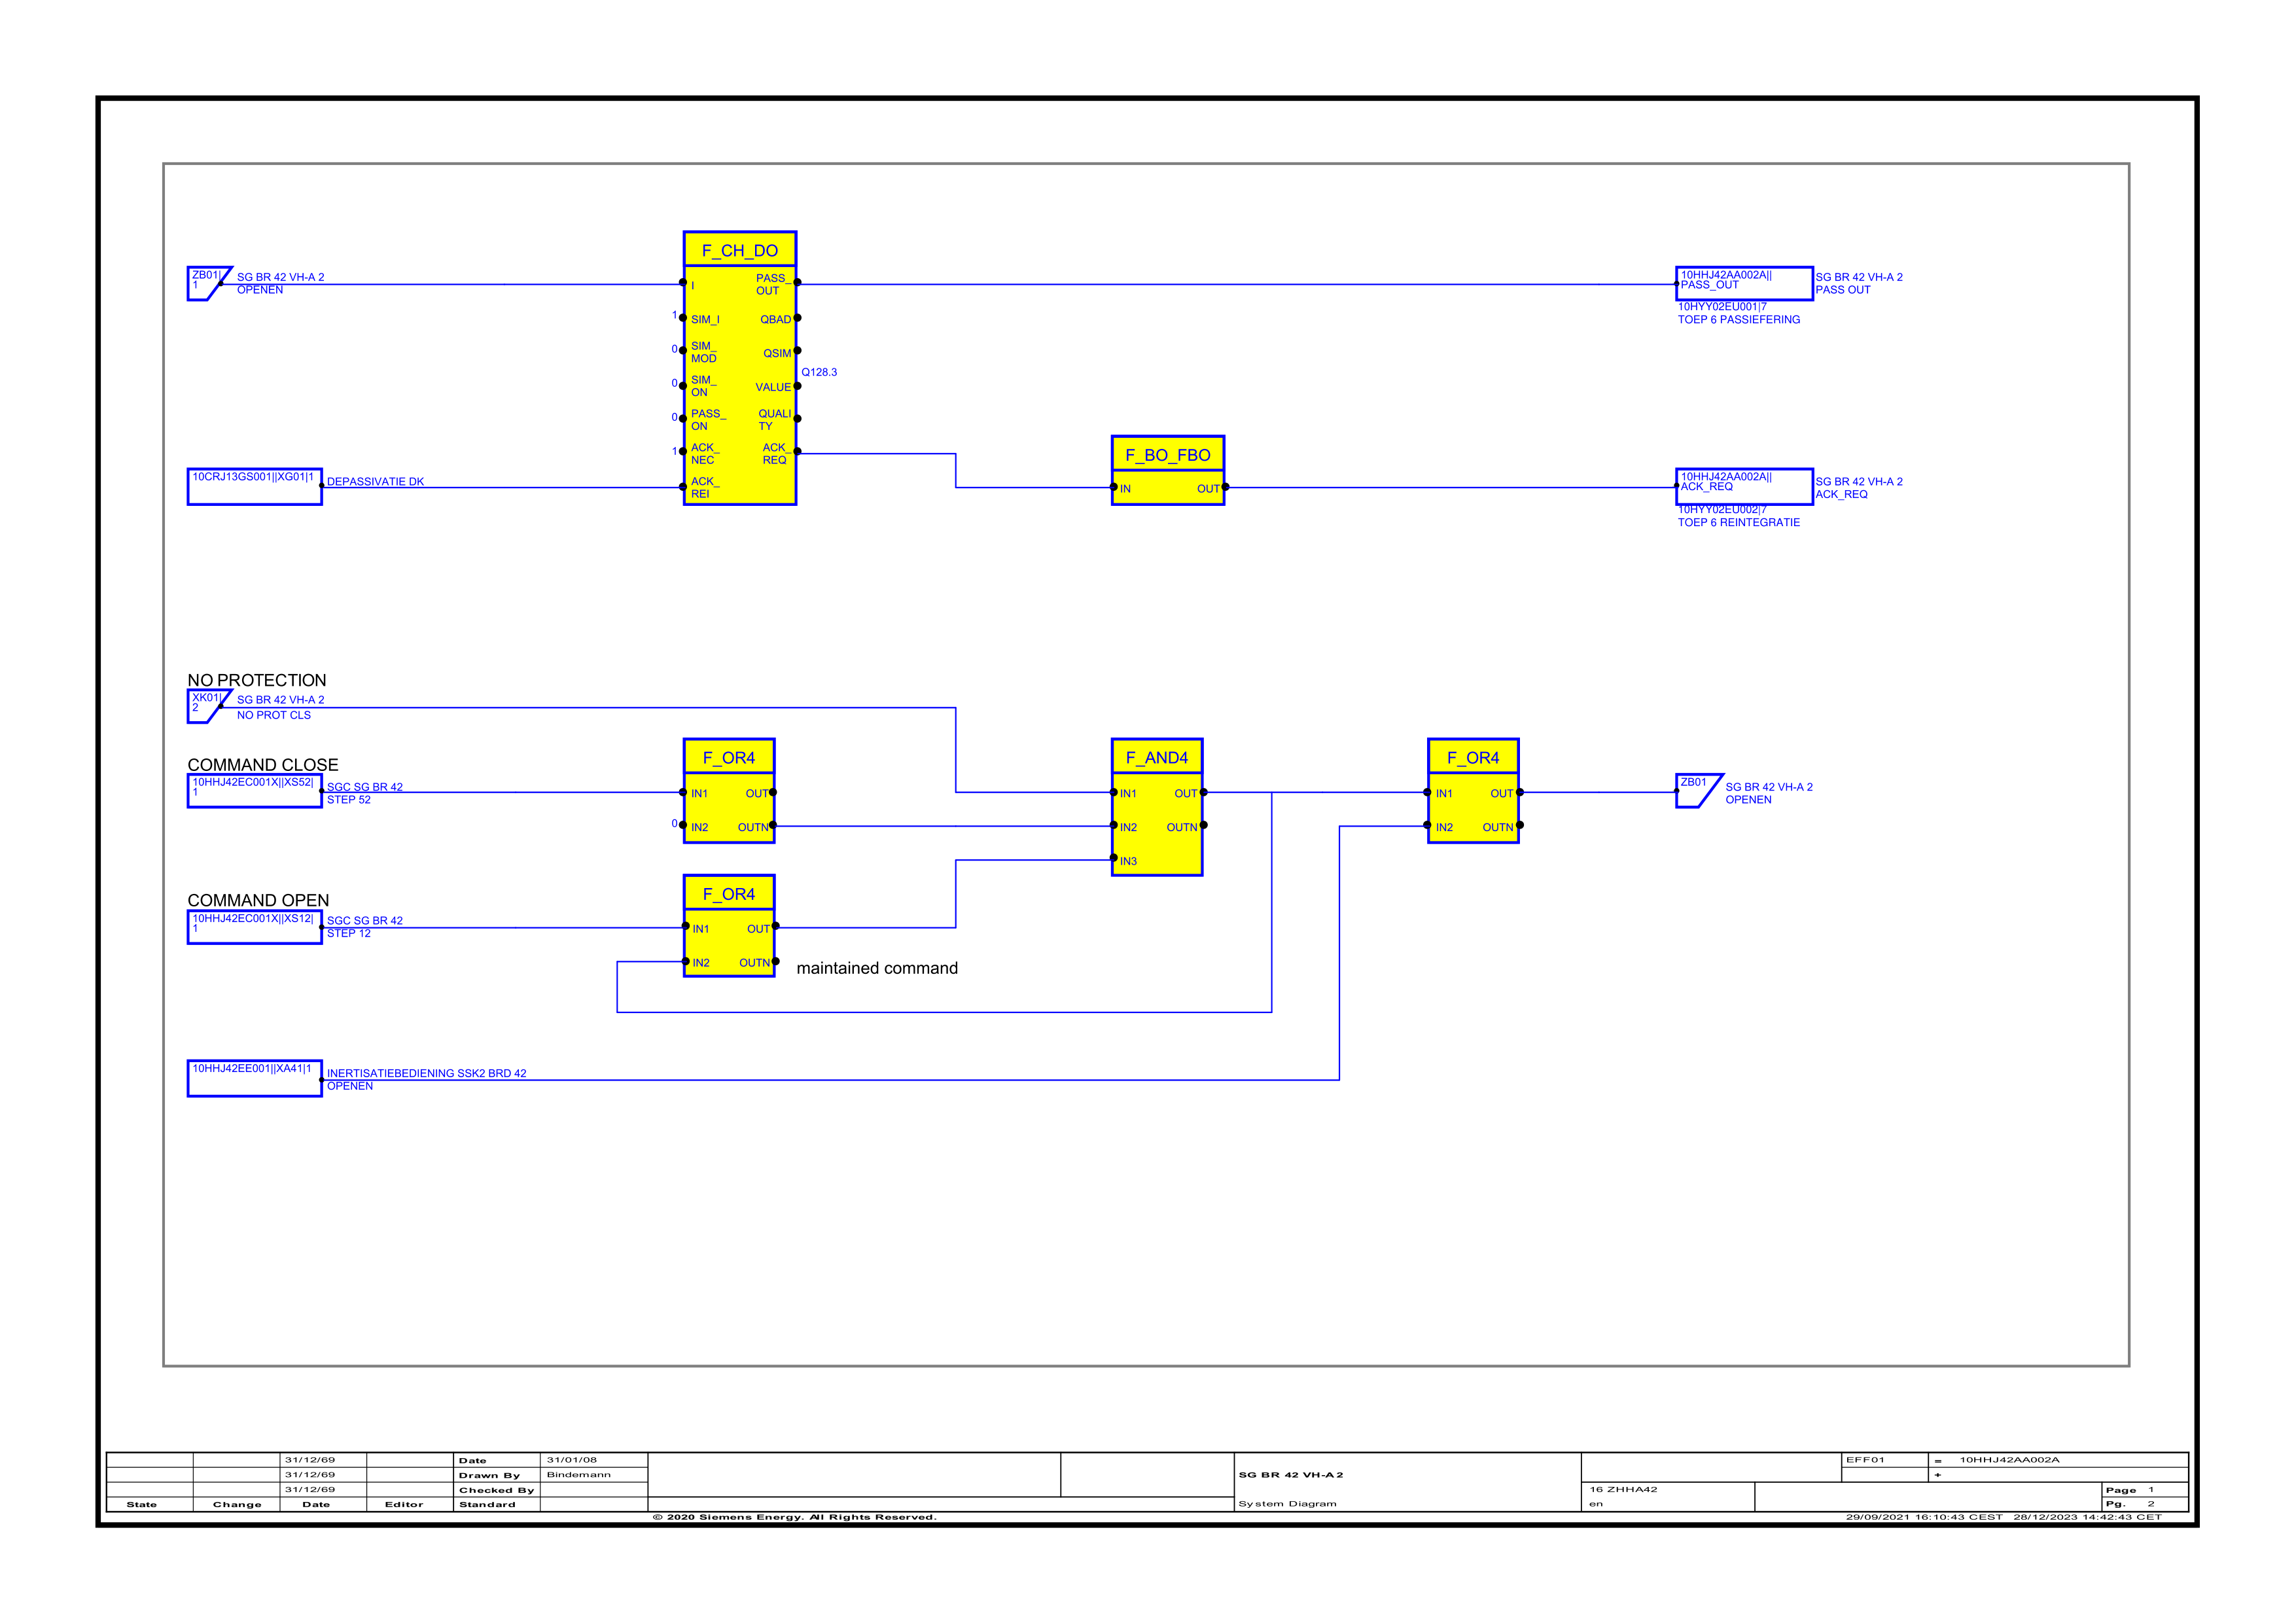 F_CH_DO
ZB01|
1
SG BR 42 VH-A 2
OPENEN
I
PASS_
OUT
10HHJ42AA002A||
PASS_OUT
SG BR 42 VH-A 2
PASS OUT
10HYY02EU001|7
TOEP 6 PASSIEFERING
1
SIM_I
QBAD
0
SIM_
MOD
QSIM
Q128.3
0
SIM_
ON
VALUE
0
PASS_
ON
QUALI
TY
1
ACK_
NEC
ACK_
REQ
F_BO_FBO
10CRJ13GS001||XG01|1
DEPASSIVATIE DK
ACK_
REI
IN
OUT
10HHJ42AA002A||
ACK_REQ
SG BR 42 VH-A 2
ACK_REQ
10HYY02EU002|7
TOEP 6 REINTEGRATIE
NO PROTECTION
XK01|
2
SG BR 42 VH-A 2
NO PROT CLS
COMMAND CLOSE
10HHJ42EC001X||XS52|
1
SGC SG BR 42
STEP 52
F_OR4
IN1
OUT
0
IN2
OUTN
F_AND4
IN1
OUT
IN2
OUTN
IN3
F_OR4
IN1
OUT
IN2
OUTN
ZB01
SG BR 42 VH-A 2
OPENEN
COMMAND OPEN
10HHJ42EC001X||XS12|
1
SGC SG BR 42
STEP 12
F_OR4
IN1
OUT
IN2
OUTN
maintained command
10HHJ42EE001||XA41|1
INERTISATIEBEDIENING SSK2 BRD 42
OPENEN
31/12/69
Date
31/01/08
EFF01
=
10HHJ42AA002A
31/12/69
Drawn By
Bindemann
SG BR 42 VH-A 2
+
31/12/69
Checked By
16 ZHHA42
Page
1
State
Change
Date
Editor
Standard
System Diagram
en
Pg.
2
© 2020 Siemens Energy. All Rights Reserved.
29/09/2021 16:10:43 CEST
28/12/2023 14:42:43 CET